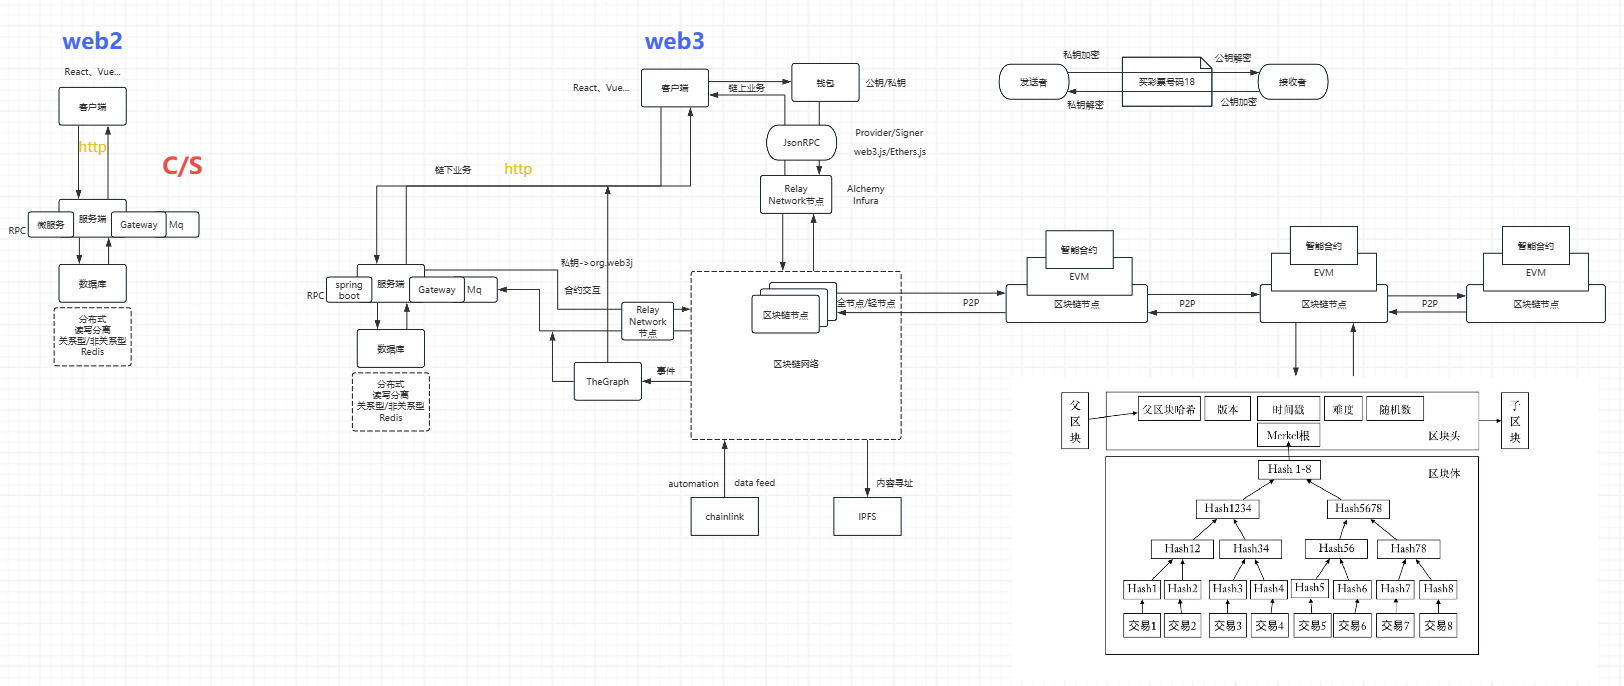 web2
React、Vue...
客户端
http
C/S
服务端
微服务
Gateway
Mq
RPC
数据库
分布式
读写分离
关系型/非关系型
Redis
web3
React、Vue...
客户端
链上业务
钱包
公钥/私钥
JsonRPC
Provider/Signer
web3.js/Ethers.js
Relay
Network节点
Alchemy
Infura
链下业务
http
服务端
RPC
spring
boot
Gateway
Mq
数据库
分布式
读写分离
关系型/非关系型
Redis
私钥->org.web3j
合约交互
Relay
Network
节点
TheGraph
事件
区块链节点
全节点/轻节点
区块链网络
automation
data feed
chainlink
内容寻址
IPFS
P2P
智能合约
EVM
区块链节点
P2P
智能合约
EVM
区块链节点
P2P
智能合约
EVM
区块链节点
发送者
私钥加密
公钥解密
买彩票号码18
私钥解密
公钥加密
接收者
父
区
块
父区块哈希
版本
时间戳
难度
随机数
Merkel根
区块头
子
区
块
区块体
Hash 1-8
Hash1234
Hash5678
Hash12
Hash34
Hash56
Hash78
Hash1
Hash2
Hash3
Hash4
Hash5
Hash6
Hash7
Hash8
交易1
交易2
交易3
交易4
交易5
交易6
交易7
交易8